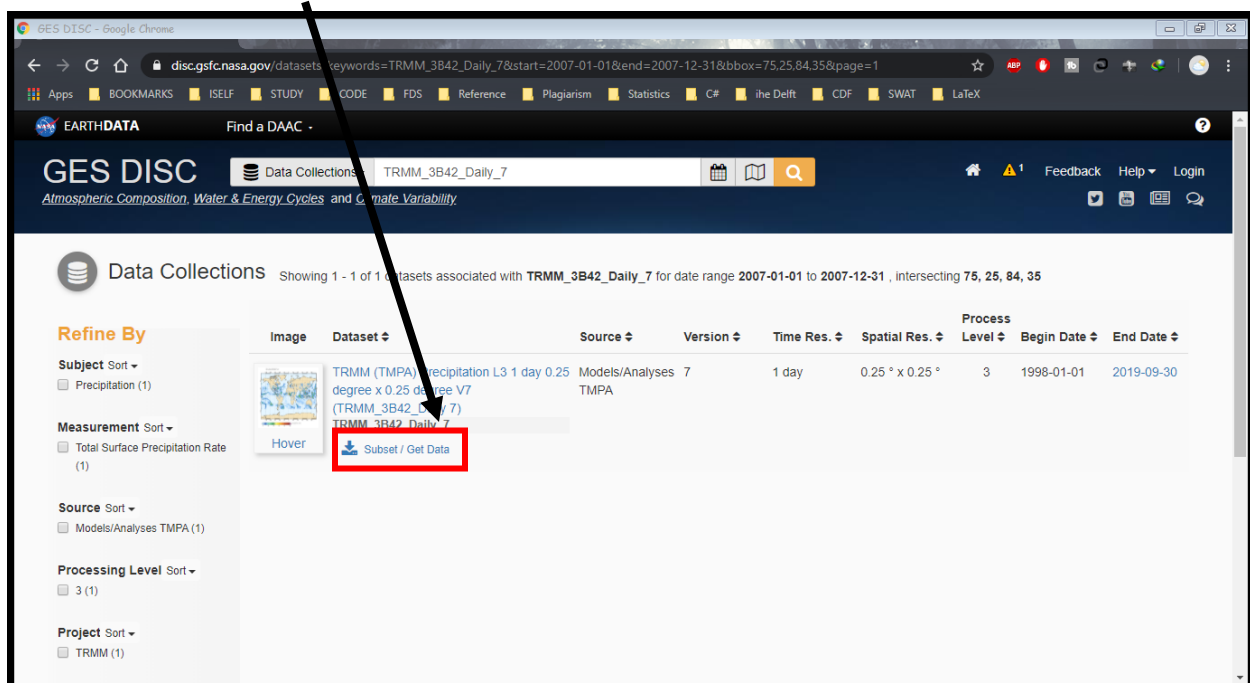 GES DISC - Google Chrome
disc.gsfc.nasa.gov/datasets keywords=TRMM_3B42_Daily_7&start=2007-01-01&end=2007-12-31&bbox=75,25,84,35&page=1
ABP
Apps BOOKMARKS ISELF STUDY CODE FDS Reference Plagiarism Statistics C# ihe Delft CDF SWAT LaTeX
EARTHDATA Find a DAAC
GES DISC Data Collections TRMM_3B42_Daily_7 1 Feedback Help Login
Atmospheric Composition, Water & Energy Cycles and Climate Variability
Data Collections Showing 1 - 1 of 1 datasets associated with TRMM_3B42_Daily_7 for date range 2007-01-01 to 2007-12-31 , intersecting 75, 25, 84, 35
Refine By
Subject Sort
Precipitation (1)
Measurement Sort
Total Surface Precipitation Rate
(1)
Source Sort
Models/Analyses TMPA (1)
Processing Level Sort
3 (1)
Project Sort
TRMM (1)
Image Dataset Source Version Time Res. Spatial Res. Process Level Begin Date End Date
TRMM (TMPA) Precipitation L3 1 day 0.25 Models/Analyses 7 1 day 0.25 ° x 0.25 ° 3 1998-01-01 2019-09-30
degree x 0.25 degree V7 TMPA
(TRMM_3B42_Daily 7)
TRMM_3B42_Daily_7
Hover Subset / Get Data